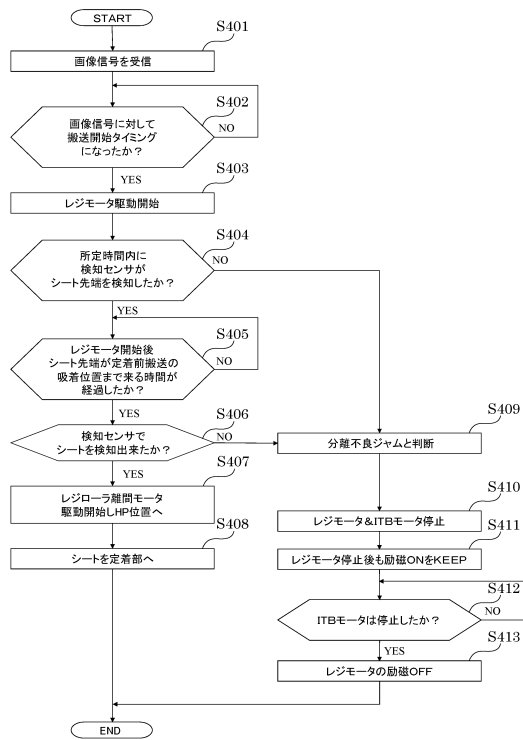 START
S401
画像信号を受信
S402
画像信号に対して
搬送開始タイミング
になったか？
NO
YES
S403
レジモータ駆動開始
S404
所定時間内に
検知センサが
シート先端を検知したか？
NO
YES
S405
レジモータ開始後
シート先端が定着前搬送の
吸着位置まで来る時間が
経過したか？
NO
YES
S406
検知センサで
シートを検知出来たか？
NO
S409
分離不良ジャムと判断
YES
S407
レジローラ離間モータ
駆動開始しHP位置へ
S410
レジモータ＆ITBモータ停止
S408
シートを定着部へ
S411
レジモータ停止後も励磁ONをKEEP
S412
ITBモータは停止したか？
NO
YES
S413
レジモータの励磁OFF
END